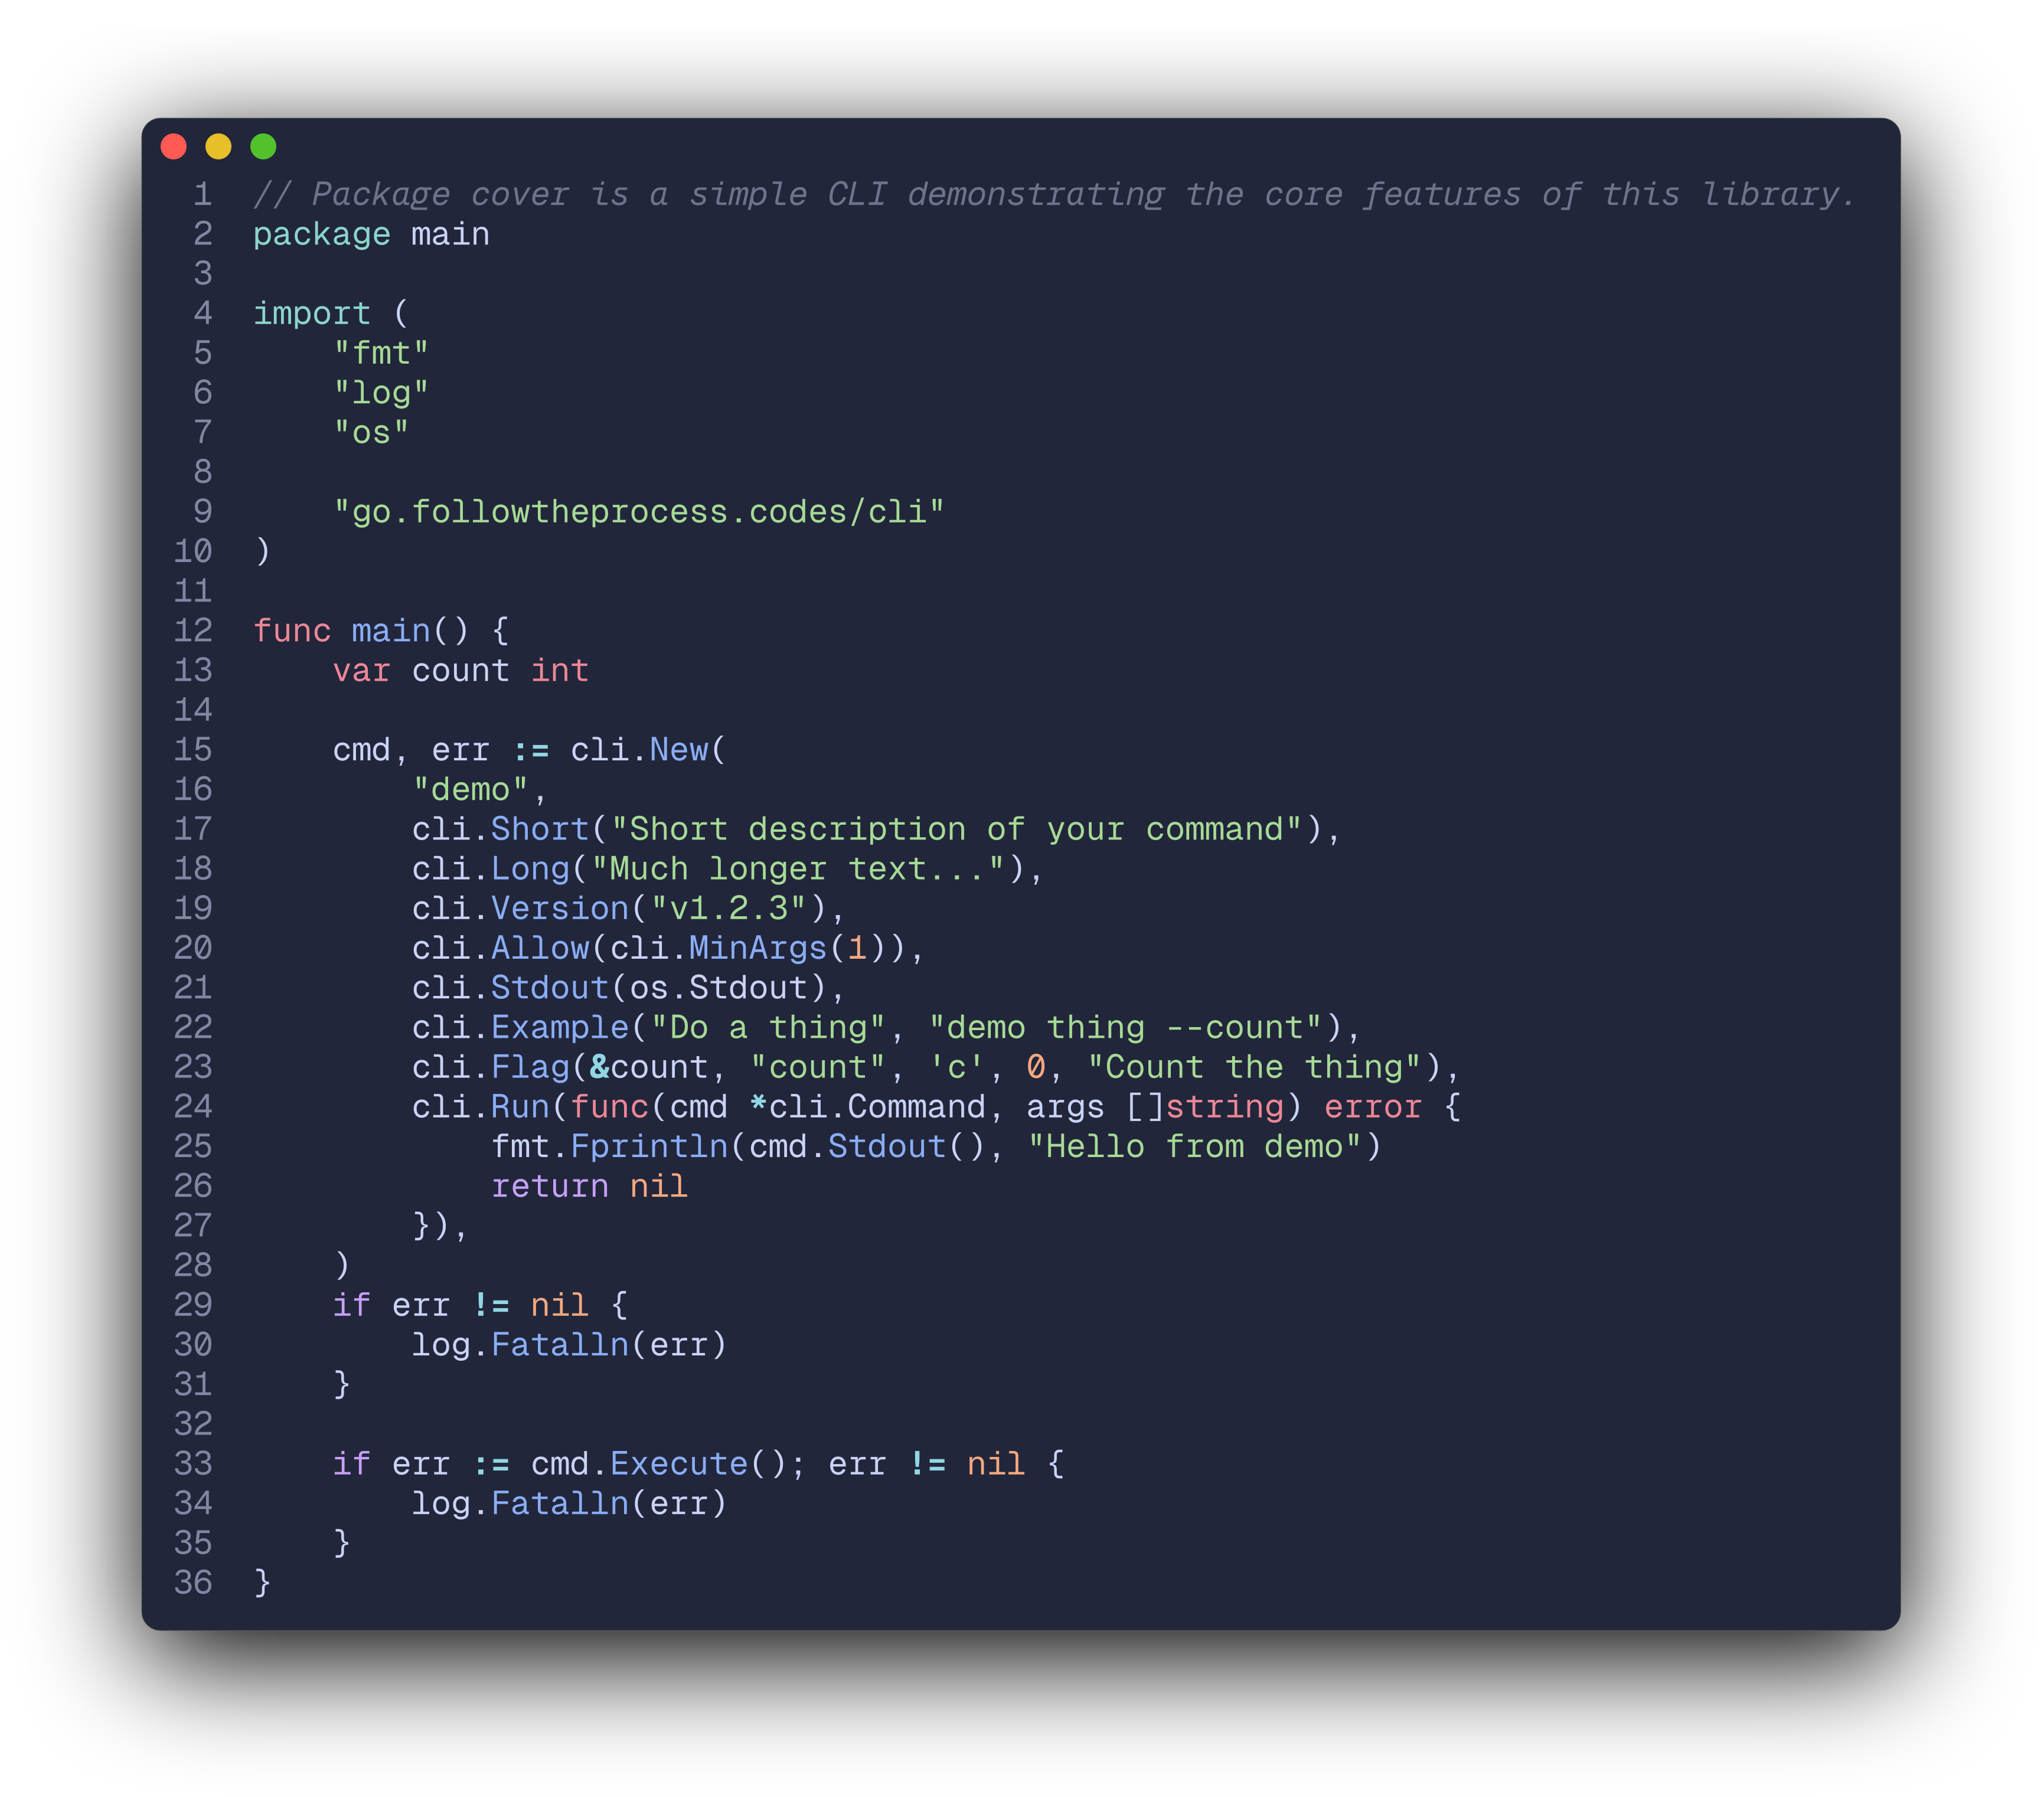 1 // Package cover is a simple CLI demonstrating the core features of this library.
2 package main
3
4 import (
5     "fmt"
6     "log"
7     "os"
8
9     "go.followtheprocess.codes/cli"
10 )
11
12 func main() {
13     var count int
14
15     cmd, err := cli.New(
16         "demo",
17         cli.Short("Short description of your command"),
18         cli.Long("Much longer text..."),
19         cli.Version("v1.2.3"),
20         cli.Allow(cli.MinArgs(1)),
21         cli.Stdout(os.Stdout),
22         cli.Example("Do a thing", "demo thing --count"),
23         cli.Flag(&count, "count", 'c', 0, "Count the thing"),
24         cli.Run(func(cmd *cli.Command, args []string) error {
25             fmt.Fprintln(cmd.Stdout(), "Hello from demo")
26             return nil
27         }),
28     )
29     if err != nil {
30         log.Fatalln(err)
31     }
32
33     if err := cmd.Execute(); err != nil {
34         log.Fatalln(err)
35     }
36 }